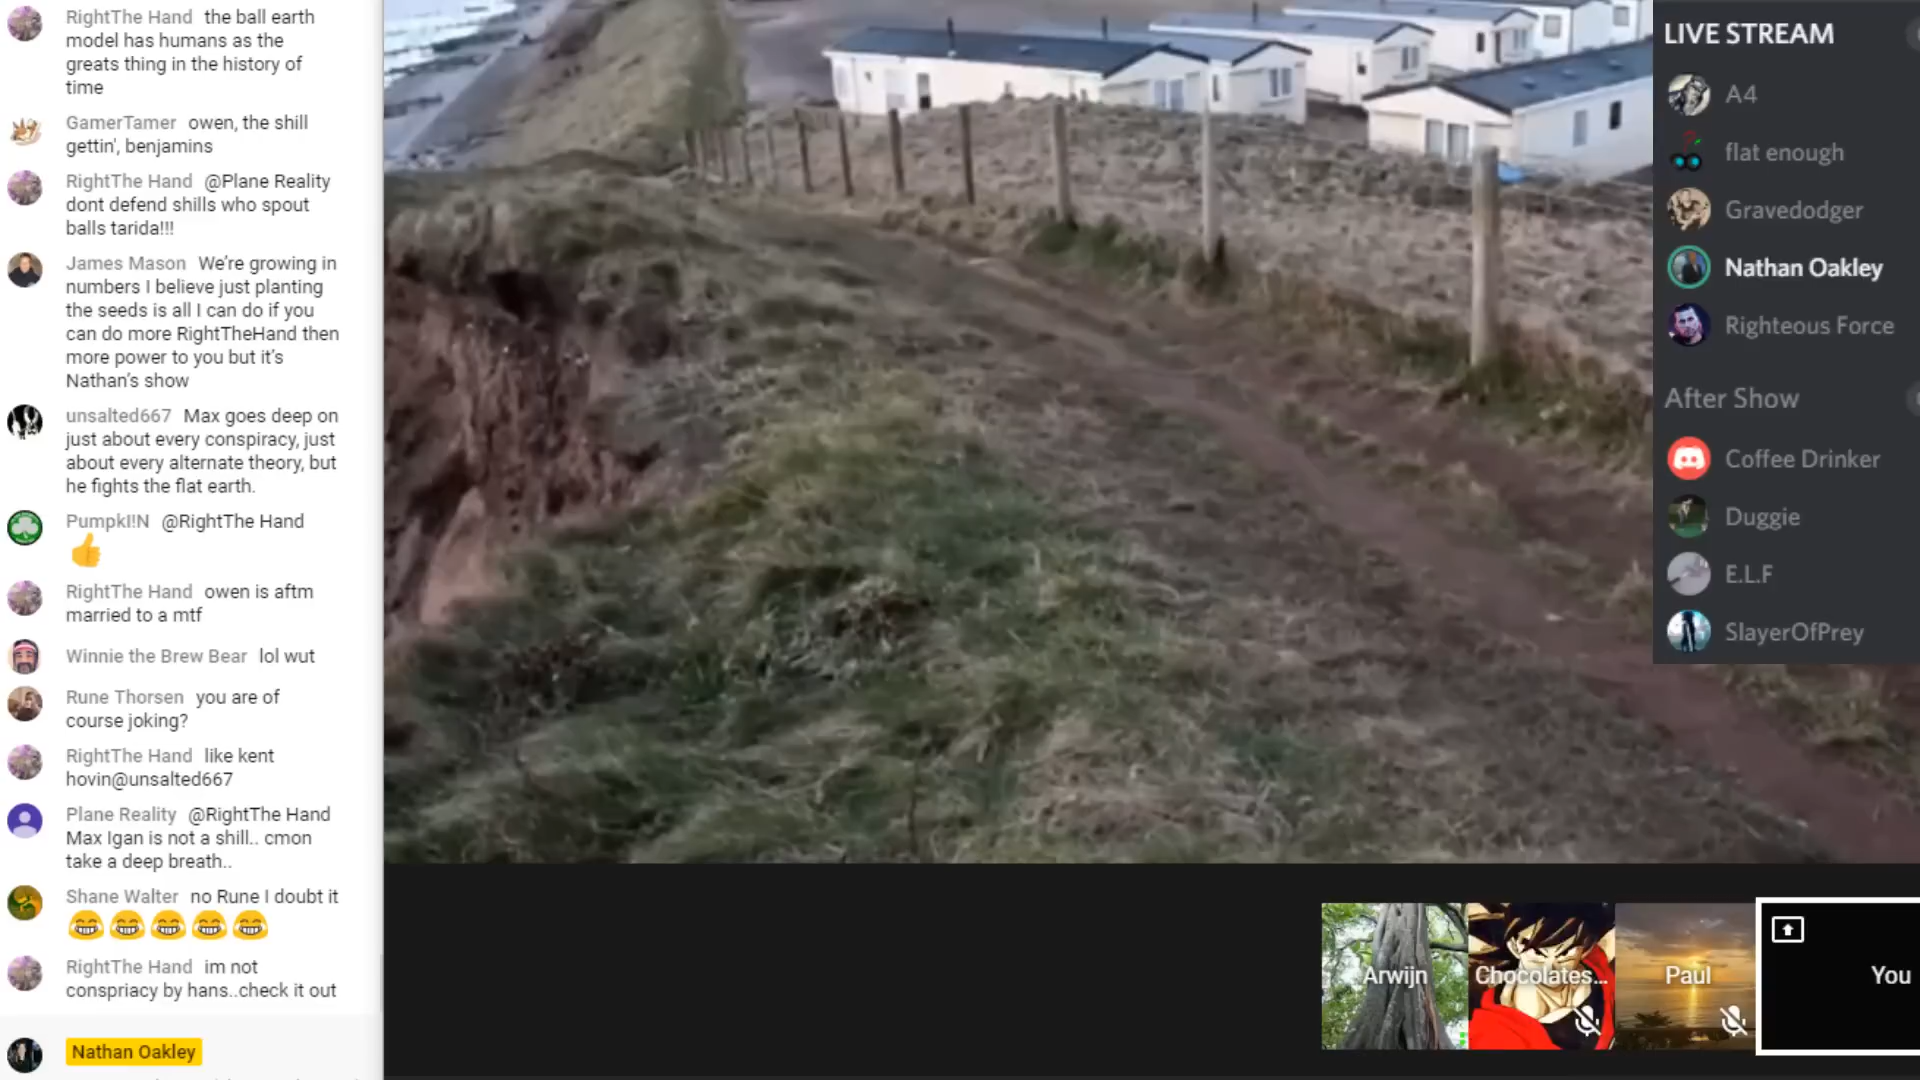 RightThe Hand the ball earth
model has humans as the
greats thing in the history of
time
GamerTamer owen, the shill
gettin', benjamins
RightThe Hand @Plane Reality
dont defend shills who spout
balls tarida!!!
James Mason We’re growing in
numbers I believe just planting
the seeds is all I can do if you
can do more RightTheHand then
more power to you but it’s
Nathan’s show
unsalted667 Max goes deep on
just about every conspiracy, just
about every alternate theory, but
he fights the flat earth.
PumpkI!N @RightThe Hand
RightThe Hand owen is aftm
married to a mtf
Winnie the Brew Bear lol wut
Rune Thorsen you are of
course joking?
RightThe Hand like kent
hovin@unsalted667
Plane Reality @RightThe Hand
Max Igan is not a shill.. cmon
take a deep breath..
Shane Walter no Rune I doubt it
RightThe Hand im not
conspriacy by hans..check it out
Nathan Oakley
LIVE STREAM
A4
flat enough
Gravedodger
Nathan Oakley
Righteous Force
After Show
Coffee Drinker
Duggie
E.L.F
SlayerOfPrey
Arwijn
Chocolates...
Paul
You